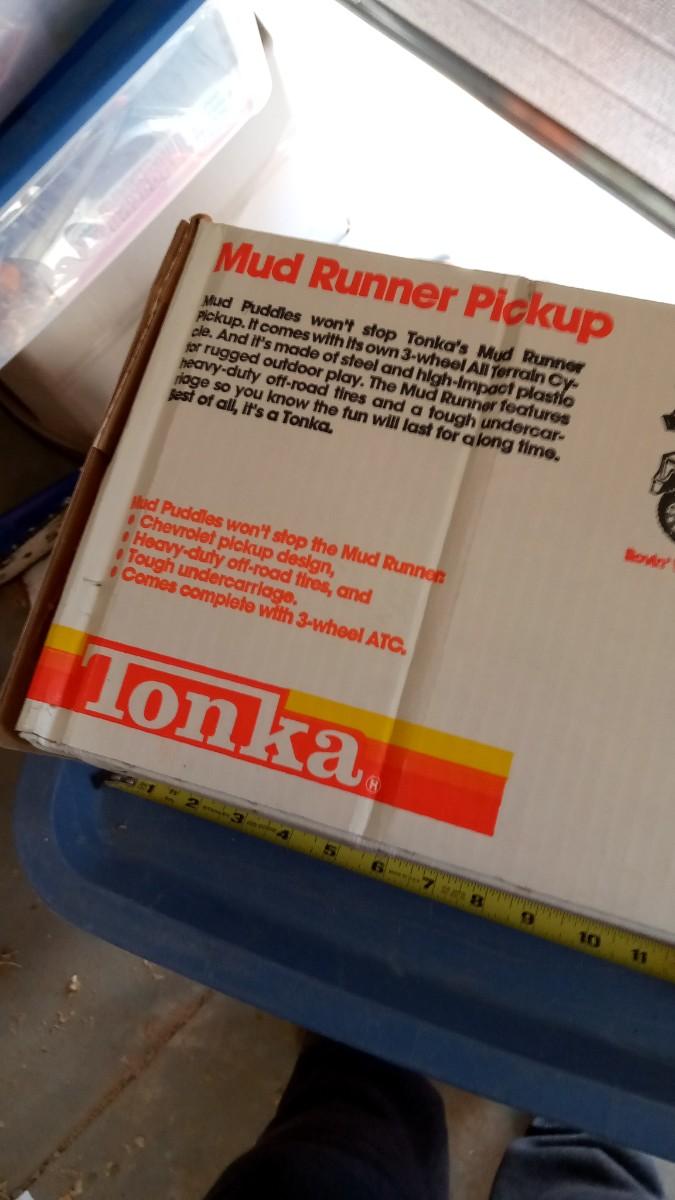 Mud Runner Pickup
Mud Puddles won't stop Tonka's Mud Runner
Pickup. It comes with its own 3-wheel All Terrain Cy-
cle. And it's made of steel and high-impact plastic
for rugged outdoor play. The Mud Runner features
heavy-duty off-road tires and a tough undercar-
riage so you know the fun will last for a long time.
Best of all, it's a Tonka.
Mud Puddles won't stop the Mud Runner:
• Chevrolet pickup design,
• Heavy-duty off-road tires, and
• Tough undercarriage.
• Comes complete with 3-wheel ATC.
Rovin'
Tonka®
1 2 3 4 5 6 7 8 9 10 11